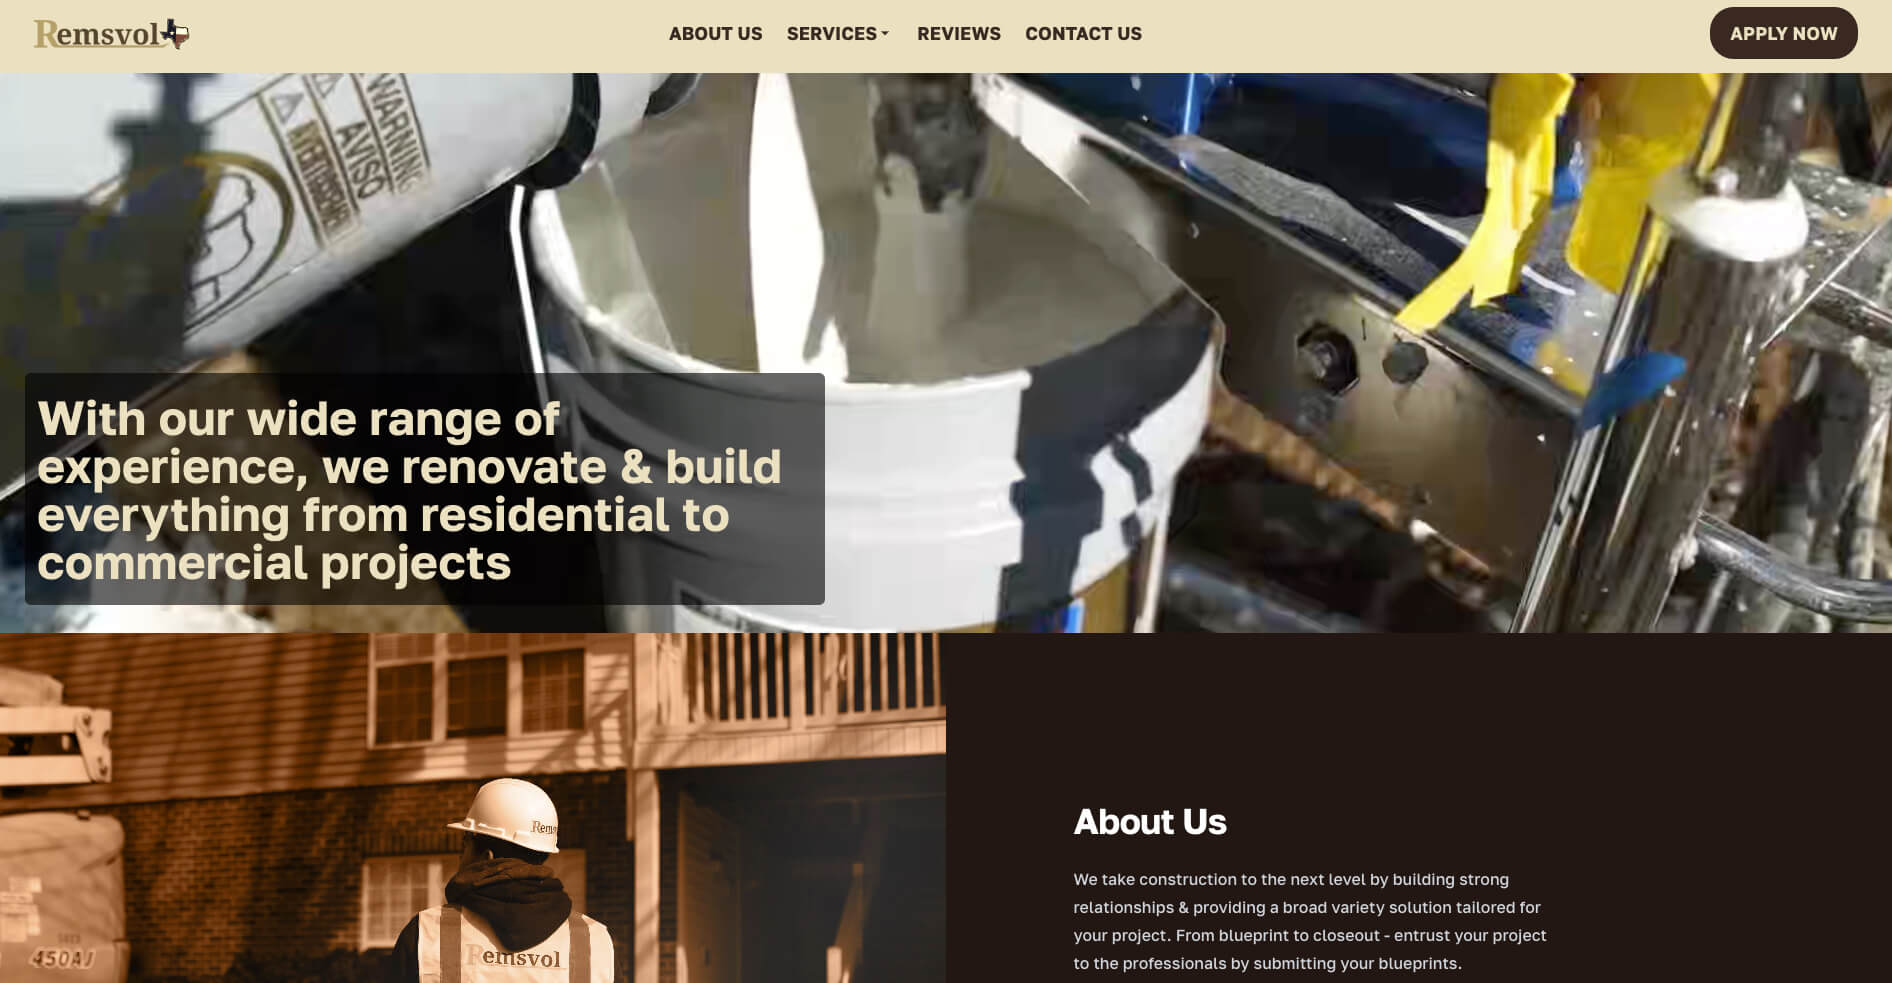 Remsvol
ABOUT US
SERVICES
REVIEWS
CONTACT US
APPLY NOW
WARNING
AVISO
With our wide range of
experience, we renovate & build
everything from residential to
commercial projects
Remsvol
450AJ
About Us
We take construction to the next level by building strong
relationships & providing a broad variety solution tailored for
your project. From blueprint to closeout - entrust your project
to the professionals by submitting your blueprints.